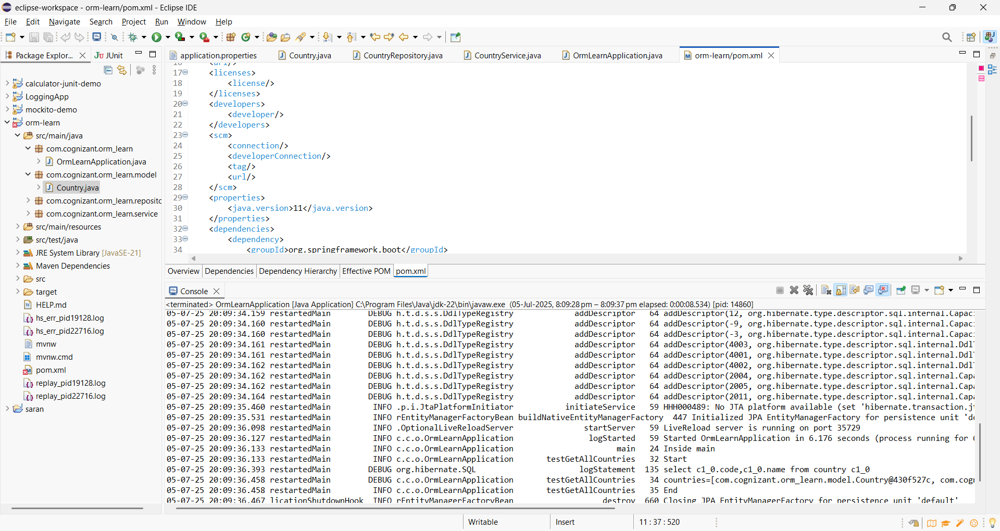 eclipse-workspace - orm-learn/pom.xml - Eclipse IDE
File Edit Navigate Search Project Run Window Help
Package Explor...
JUnit
calculator-junit-demo
LoggingApp
mockito-demo
orm-learn
src/main/java
com.cognizant.orm_learn
OrmLearnApplication.java
com.cognizant.orm_learn.model
Country.java
com.cognizant.orm_learn.reposito
com.cognizant.orm_learn.service
src/main/resources
src/test/java
JRE System Library [JavaSE-21]
Maven Dependencies
src
target
HELP.md
hs_err_pid19128.log
hs_err_pid22716.log
mvnw
mvnw.cmd
pom.xml
replay_pid19128.log
replay_pid22716.log
saran
application.properties Country.java CountryRepository.java CountryService.java OrmLearnApplication.java orm-learn/pom.xml
16 <url/>
17 <licenses>
18 <license/>
19 </licenses>
20 <developers>
21 <developer/>
22 </developers>
23 <scm>
24 <connection/>
25 <developerConnection/>
26 <tag/>
27 <url/>
28 </scm>
29 <properties>
30 <java.version>11</java.version>
31 </properties>
32 <dependencies>
33 <dependency>
34 <groupId>org.springframework.boot</groupId>
Overview Dependencies Dependency Hierarchy Effective POM pom.xml
Console
<terminated> OrmLearnApplication [Java Application] C:\Program Files\Java\jdk-22\bin\javaw.exe (05-Jul-2025, 8:09:28 pm – 8:09:37 pm elapsed: 0:00:08.534) [pid: 14860]
05-07-25 20:09:34.159 restartedMain DEBUG h.t.d.s.s.DdlTypeRegistry addDescriptor 64 addDescriptor(12, org.hibernate.type.descriptor.sql.internal.Capaci
05-07-25 20:09:34.160 restartedMain DEBUG h.t.d.s.s.DdlTypeRegistry addDescriptor 64 addDescriptor(-9, org.hibernate.type.descriptor.sql.internal.Capaci
05-07-25 20:09:34.160 restartedMain DEBUG h.t.d.s.s.DdlTypeRegistry addDescriptor 64 addDescriptor(-3, org.hibernate.type.descriptor.sql.internal.Capaci
05-07-25 20:09:34.161 restartedMain DEBUG h.t.d.s.s.DdlTypeRegistry addDescriptor 64 addDescriptor(4003, org.hibernate.type.descriptor.sql.internal.DdlT
05-07-25 20:09:34.161 restartedMain DEBUG h.t.d.s.s.DdlTypeRegistry addDescriptor 64 addDescriptor(4001, org.hibernate.type.descriptor.sql.internal.DdlT
05-07-25 20:09:34.162 restartedMain DEBUG h.t.d.s.s.DdlTypeRegistry addDescriptor 64 addDescriptor(4002, org.hibernate.type.descriptor.sql.internal.DdlT
05-07-25 20:09:34.162 restartedMain DEBUG h.t.d.s.s.DdlTypeRegistry addDescriptor 64 addDescriptor(2004, org.hibernate.type.descriptor.sql.internal.Capa
05-07-25 20:09:34.162 restartedMain DEBUG h.t.d.s.s.DdlTypeRegistry addDescriptor 64 addDescriptor(2005, org.hibernate.type.descriptor.sql.internal.Capa
05-07-25 20:09:34.164 restartedMain DEBUG h.t.d.s.s.DdlTypeRegistry addDescriptor 64 addDescriptor(2011, org.hibernate.type.descriptor.sql.internal.Capa
05-07-25 20:09:35.460 restartedMain INFO .p.i.JtaPlatformInitiator initiateService 59 HHH000489: No JTA platform available (set 'hibernate.transaction.jt
05-07-25 20:09:35.531 restartedMain INFO rEntityManagerFactoryBean buildNativeEntityManagerFactory 447 Initialized JPA EntityManagerFactory for persistence unit 'de
05-07-25 20:09:36.098 restartedMain INFO .OptionalLiveReloadServer startServer 59 LiveReload server is running on port 35729
05-07-25 20:09:36.127 restartedMain INFO c.c.o.OrmLearnApplication logStarted 59 Started OrmLearnApplication in 6.176 seconds (process running for 6
05-07-25 20:09:36.133 restartedMain INFO c.c.o.OrmLearnApplication main 24 Inside main
05-07-25 20:09:36.133 restartedMain INFO c.c.o.OrmLearnApplication testGetAllCountries 32 Start
05-07-25 20:09:36.393 restartedMain DEBUG org.hibernate.SQL logStatement 135 select c1_0.code,c1_0.name from country c1_0
05-07-25 20:09:36.458 restartedMain DEBUG c.c.o.OrmLearnApplication testGetAllCountries 34 countries=[com.cognizant.orm_learn.model.Country@430f527c, com.cogn
05-07-25 20:09:36.458 restartedMain INFO c.c.o.OrmLearnApplication testGetAllCountries 35 End
05-07-25 20:09:36.467 licationShutdownHook INFO rEntityManagerFactoryBean destroy 660 Closing JPA EntityManagerFactory for persistence unit 'default'
Writable Insert 11 : 37 : 520